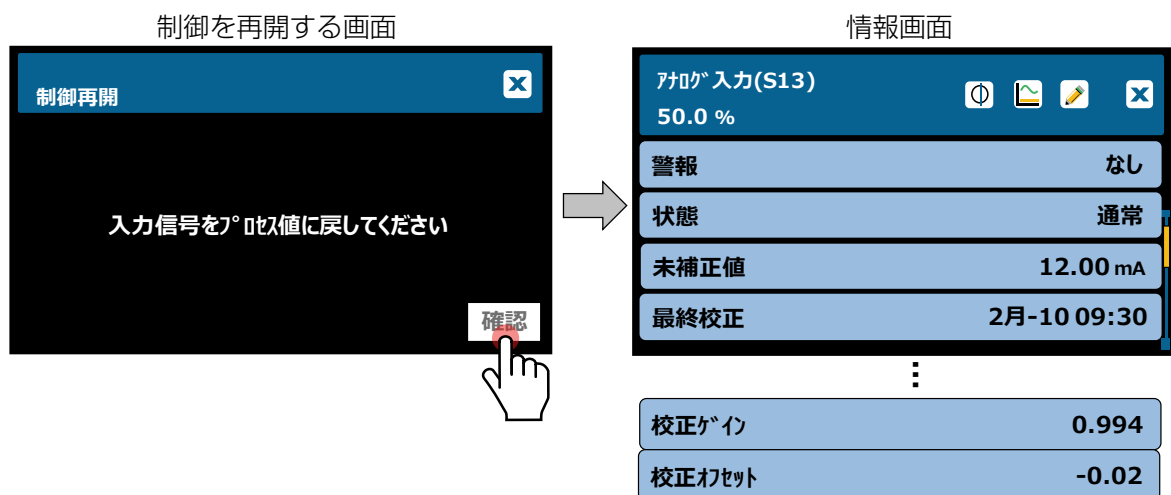 制御を再開する画面
制御再開
入力信号をﾌﾟﾛｾｽ値に戻してください
確認
情報画面
ｱﾅﾛｸﾞ入力(S13)
50.0 %
警報 なし
状態 通常
未補正値 12.00 mA
最終校正 2月-10 09:30
⋮
校正ｹﾞｲﾝ 0.994
校正ｵﾌｾｯﾄ -0.02